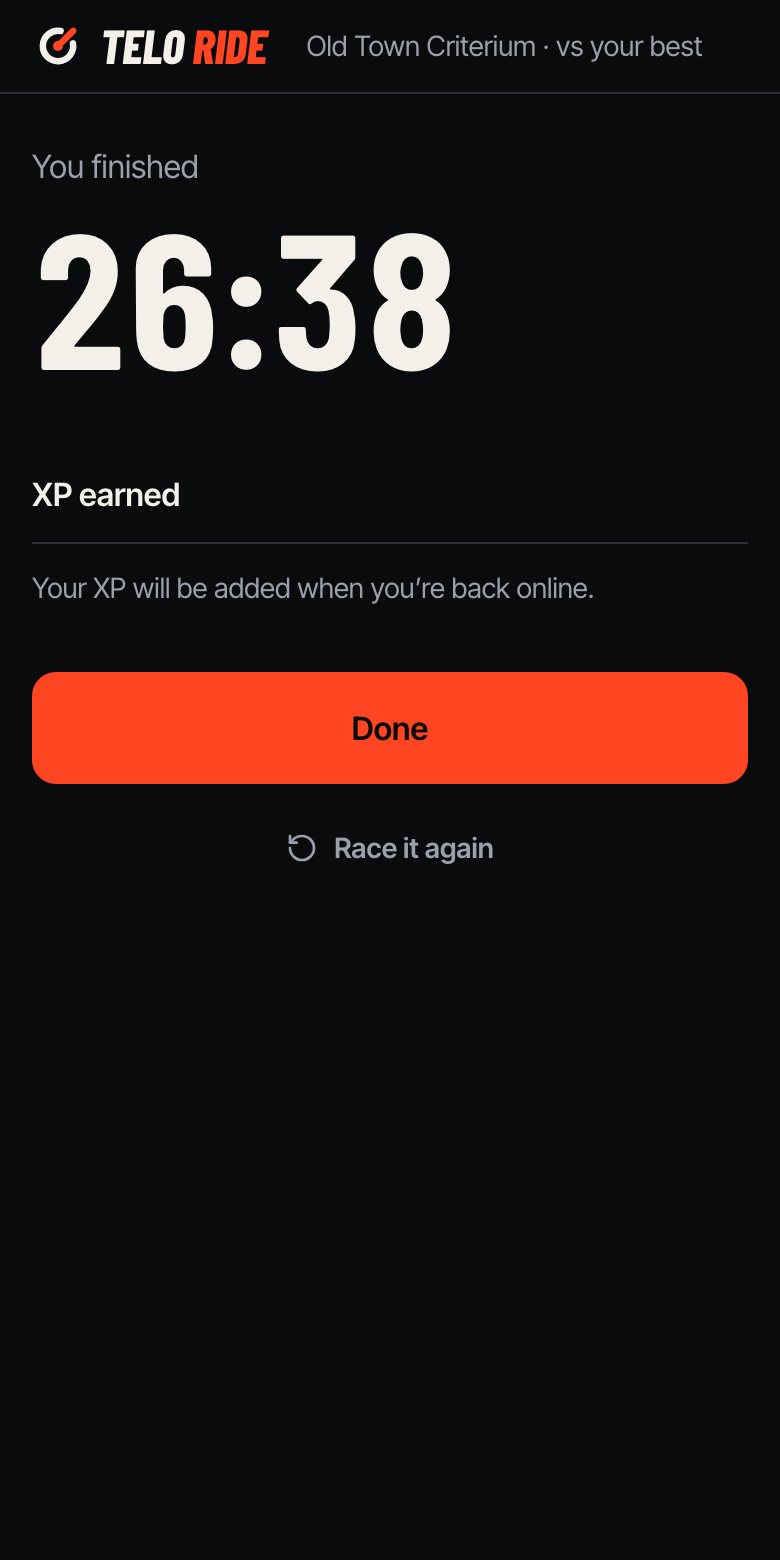 TELO RIDE Old Town Criterium · vs your best
You finished
26:38
XP earned
Your XP will be added when you’re back online.
Done
Race it again